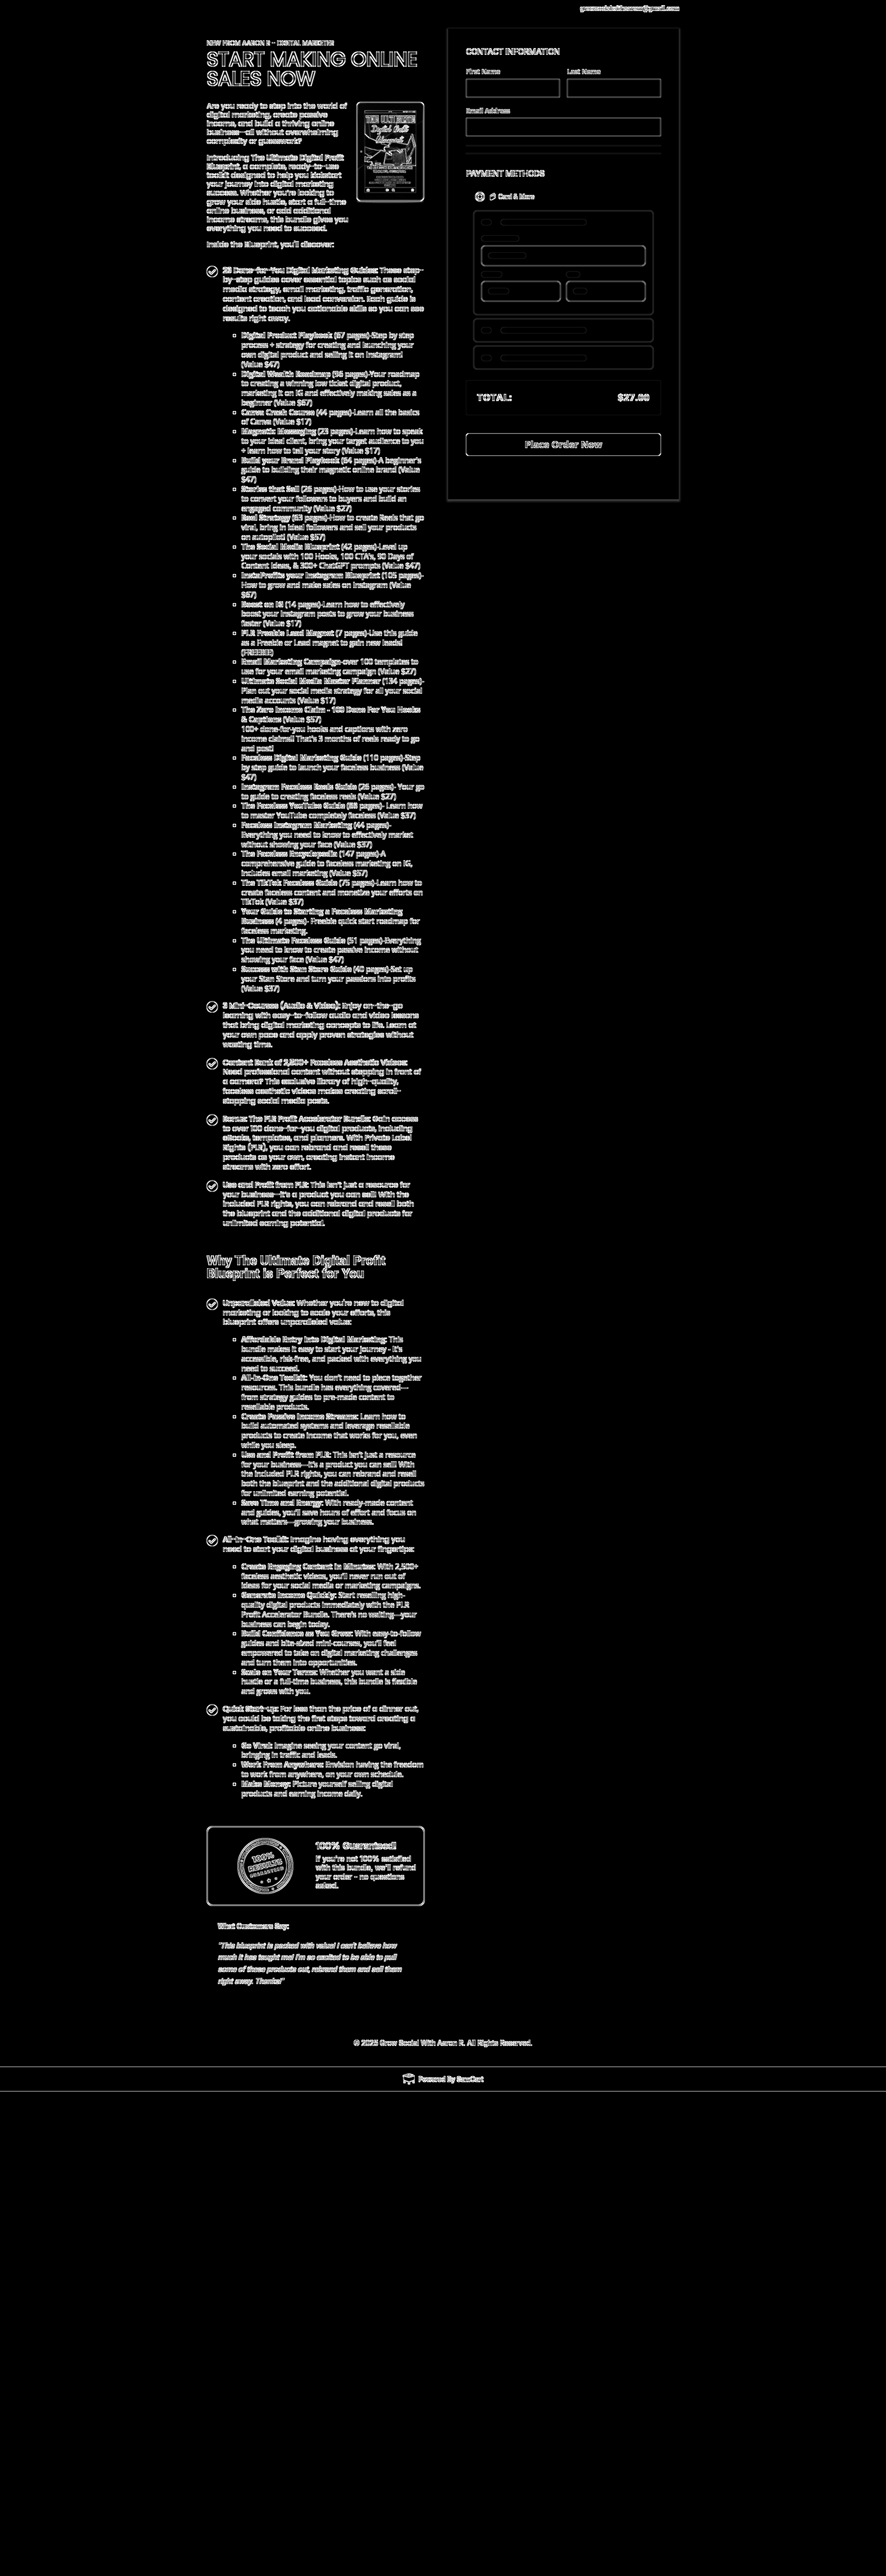 NEW FROM AARON R - DIGITAL MARKETER
START MAKING ONLINE
SALES NOW
Are you ready to step into the world of
digital marketing, create passive
income, and build a thriving online
business—all without overwhelming
complexity or guesswork?
Introducing The Ultimate Digital Profit
Blueprint, a complete, ready-to-use
toolkit designed to help you kickstart
your journey into digital marketing
success. Whether you're looking to
grow your side hustle, start a full-time
online business, or add additional
income streams, this bundle gives you
everything you need to succeed.
Inside the Blueprint, you'll discover:
23 Done-for-You Digital Marketing Guides: These step-
by-step guides cover essential topics such as social
media strategy, email marketing, traffic generation,
content creation, and lead conversion. Each guide is
designed to teach you actionable skills so you can see
results right away.
Digital Product Playbook (67 pages)-Step by step
process + strategy for creating and launching your
own digital product and selling it on Instagram!
(Value $47)
Digital Wealth Roadmap (96 pages)-Your roadmap
to creating a winning low ticket digital product,
marketing it on IG and effectively making sales as a
beginner (Value $67)
Canva Crash Course (44 pages)-Learn all the basics
of Canva (Value $17)
Magnetic Messaging (23 pages)-Learn how to speak
to your ideal client, bring your target audience to you
+ learn how to tell your story (Value $17)
Build your Brand Playbook (64 pages)-A beginner's
guide to building their magnetic online brand (Value
$47)
Stories that Sell (26 pages)-How to use your stories
to convert your followers to buyers and build an
engaged community (Value $27)
Reel Strategy (63 pages)-How to create Reels that go
viral, bring in ideal followers and sell your products
on autopilot! (Value $57)
The Social Media Blueprint (42 pages)-Level up
your socials with 100 Hooks, 100 CTA's, 90 Days of
Content Ideas, & 300+ ChatGPT prompts (Value $47)
InstaProfits your Instagram Blueprint (105 pages)-
How to grow and make sales on Instagram (Value
$67)
Boost on IG (14 pages)-Learn how to effectively
boost your Instagram posts to grow your business
faster (Value $17)
PLR Freebie Lead Magnet (7 pages)-Use this guide
as a Freebie or Lead magnet to gain new leads!
(FREEBIE)
Email Marketing Campaign-over 100 templates to
use for your email marketing campaign (Value $27)
Ultimate Social Media Master Planner (134 pages)-
Plan out your social media strategy for all your social
media accounts (Value $17)
The Zero Income Claim - 100 Done For You Hooks
& Captions (Value $57)
100+ done-for-you hooks and captions with zero
income claims!! That's 3 months of reels ready to go
and post!
Faceless Digital Marketing Guide (110 pages)-Step
by step guide to launch your faceless business (Value
$47)
Instagram Faceless Reels Guide (26 pages)- Your go
to guide to creating faceless reels (Value $27)
The Faceless YouTube Guide (88 pages)- Learn how
to master YouTube completely faceless (Value $37)
Faceless Instagram Marketing (44 pages)-
Everything you need to know to effectively market
without showing your face (Value $37)
The Faceless Encyclopedia (147 pages)-A
comprehensive guide to faceless marketing on IG,
includes email marketing (Value $57)
The TikTok Faceless Guide (75 pages)-Learn how to
create faceless content and monetize your efforts on
TikTok (Value $37)
Your Guide to Starting a Faceless Marketing
Business (4 pages)- Freebie quick start roadmap for
faceless marketing.
The Ultimate Faceless Guide (51 pages)-Everything
you need to know to create passive income without
showing your face (Value $47)
Success with Stan Store Guide (40 pages)-Set up
your Stan Store and turn your passions into profits
(Value $37)
3 Mini-Courses (Audio & Video): Enjoy on-the-go
learning with easy-to-follow audio and video lessons
that bring digital marketing concepts to life. Learn at
your own pace and apply proven strategies without
wasting time.
Content Bank of 2,500+ Faceless Aesthetic Videos:
Need professional content without stepping in front of
a camera? This exclusive library of high-quality,
faceless aesthetic videos makes creating scroll-
stopping social media posts.
Bonus: The PLR Profit Accelerator Bundle: Gain access
to over 100 done-for-you digital products, including
eBooks, templates, and planners. With Private Label
Rights (PLR), you can rebrand and resell these
products as your own, creating instant income
streams with zero effort.
Use and Profit from PLR: This isn't just a resource for
your business—it's a product you can sell! With the
included PLR rights, you can rebrand and resell both
the blueprint and the additional digital products for
unlimited earning potential.
Why The Ultimate Digital Profit
Blueprint is Perfect for You
Unparalleled Value: Whether you're new to digital
marketing or looking to scale your efforts, this
blueprint offers unparalleled value:
Affordable Entry into Digital Marketing: This
bundle makes it easy to start your journey - it's
accessible, risk-free, and packed with everything you
need to succeed.
All-in-One Toolkit: You don't need to piece together
resources. This bundle has everything covered—
from strategy guides to pre-made content to
resellable products.
Create Passive Income Streams: Learn how to
build automated systems and leverage resellable
products to create income that works for you, even
while you sleep.
Use and Profit from PLR: This isn't just a resource
for your business—it's a product you can sell! With
the included PLR rights, you can rebrand and resell
both the blueprint and the additional digital products
for unlimited earning potential.
Save Time and Energy: With ready-made content
and guides, you'll save hours of effort and focus on
what matters—growing your business.
All-in-One Toolkit: Imagine having everything you
need to start your digital business at your fingertips:
Create Engaging Content in Minutes: With 2,500+
faceless aesthetic videos, you'll never run out of
ideas for your social media or marketing campaigns.
Generate Income Quickly: Start reselling high-
quality digital products immediately with the PLR
Profit Accelerator Bundle. There's no waiting—your
business can begin today.
Build Confidence as You Grow: With easy-to-follow
guides and bite-sized mini-courses, you'll feel
empowered to take on digital marketing challenges
and turn them into opportunities.
Scale on Your Terms: Whether you want a side
hustle or a full-time business, this bundle is flexible
and grows with you.
Quick Start-up: For less than the price of a dinner out,
you could be taking the first steps toward creating a
sustainable, profitable online business:
Go Viral: Imagine seeing your content go viral,
bringing in traffic and leads.
Work From Anywhere: Envision having the freedom
to work from anywhere, on your own schedule.
Make Money: Picture yourself selling digital
products and earning income daily.
100%
RESULTS
GUARANTEED
100% Guaranteed!
If you're not 100% satisfied
with this bundle, we'll refund
your order - no questions
asked.
What Customers Say:
"This blueprint is packed with value! I can't believe how
much it has taught me! I'm so excited to be able to pull
some of these products out, rebrand them and sell them
right away. Thanks!"
CONTACT INFORMATION
First Name
Last Name
Email Address
PAYMENT METHODS
Card & More
TOTAL:
$27.00
Place Order Now
© 2025 Grow Social With Aaron R. All Rights Reserved.
Powered By SamCart